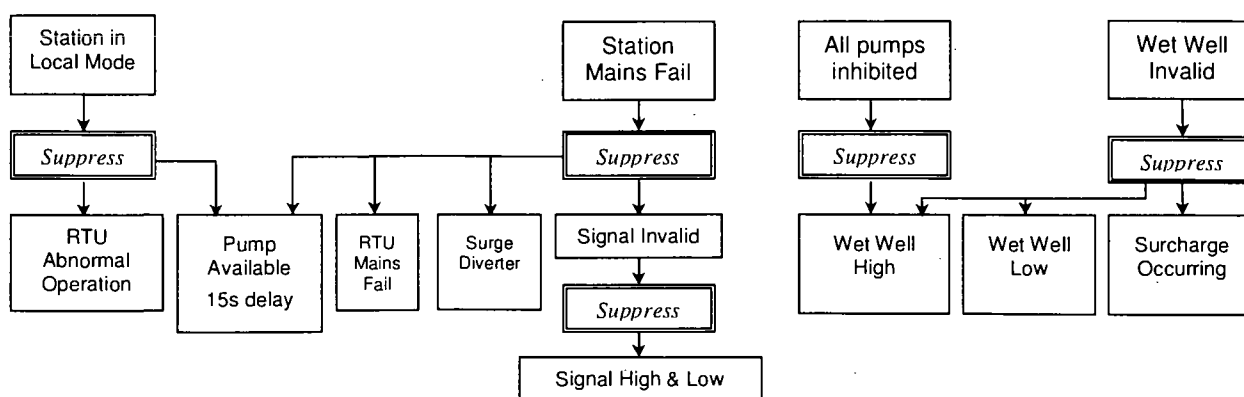 Station in
Local Mode
Station
Mains Fail
All pumps
inhibited
Wet Well
Invalid
Suppress
Suppress
Suppress
Suppress
RTU
Abnormal
Operation
Pump
Available
15s delay
RTU
Mains
Fail
Surge
Diverter
Signal Invalid
Wet Well
High
Wet Well
Low
Surcharge
Occurring
Suppress
Signal High & Low